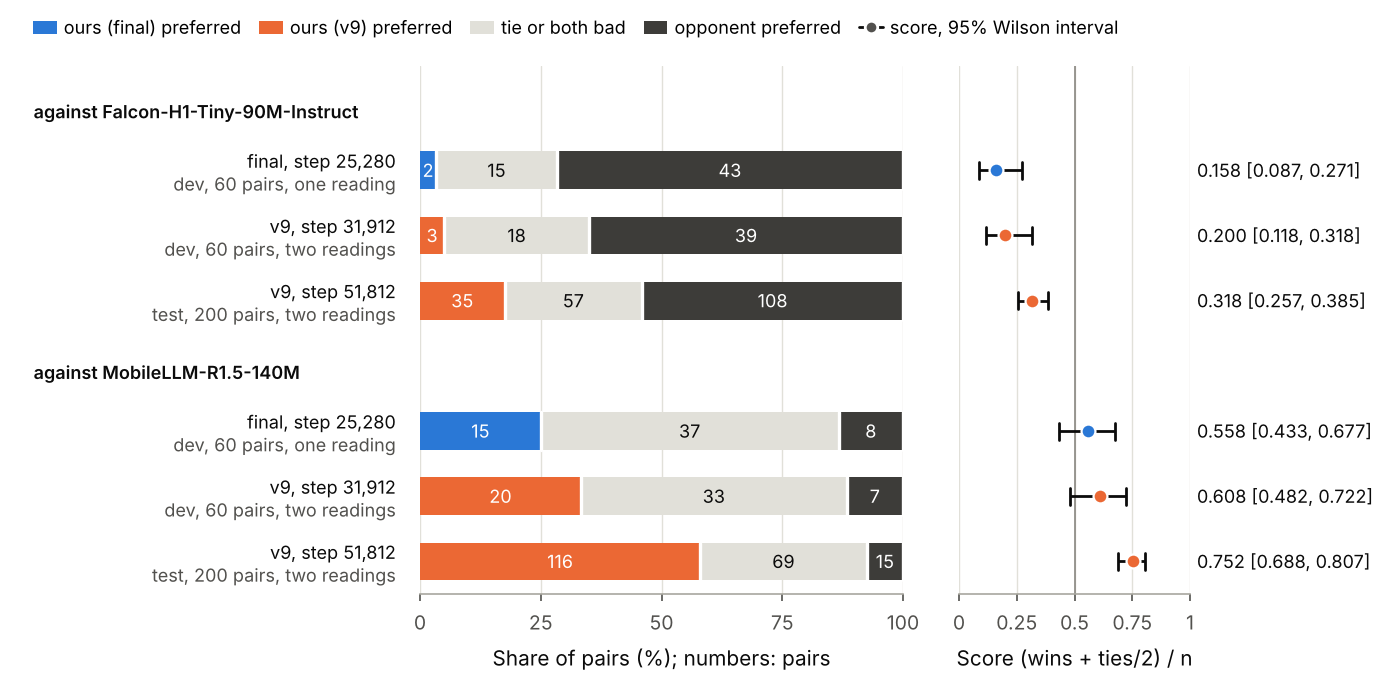 ours (final) preferred ours (v9) preferred tie or both bad opponent preferred score, 95% Wilson interval
against Falcon-H1-Tiny-90M-Instruct
final, step 25,280
dev, 60 pairs, one reading
2 15 43
0.158 [0.087, 0.271]
v9, step 31,912
dev, 60 pairs, two readings
3 18 39
0.200 [0.118, 0.318]
v9, step 51,812
test, 200 pairs, two readings
35 57 108
0.318 [0.257, 0.385]
against MobileLLM-R1.5-140M
final, step 25,280
dev, 60 pairs, one reading
15 37 8
0.558 [0.433, 0.677]
v9, step 31,912
dev, 60 pairs, two readings
20 33 7
0.608 [0.482, 0.722]
v9, step 51,812
test, 200 pairs, two readings
116 69 15
0.752 [0.688, 0.807]
0 25 50 75 100
Share of pairs (%); numbers: pairs
0 0.25 0.5 0.75 1
Score (wins + ties/2) / n